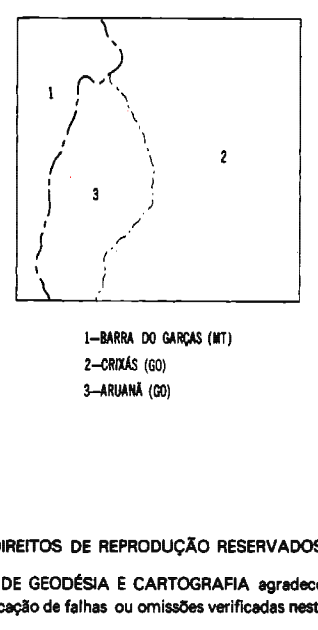 1
2
3
1—BARRA DO GARÇAS (MT)
2—CRIXÁS (GO)
3—ARUANÃ (GO)
DIREITOS DE REPRODUÇÃO RESERVADOS
DE GEODÉSIA E CARTOGRAFIA agradece
cação de falhas ou omissões verificadas nest